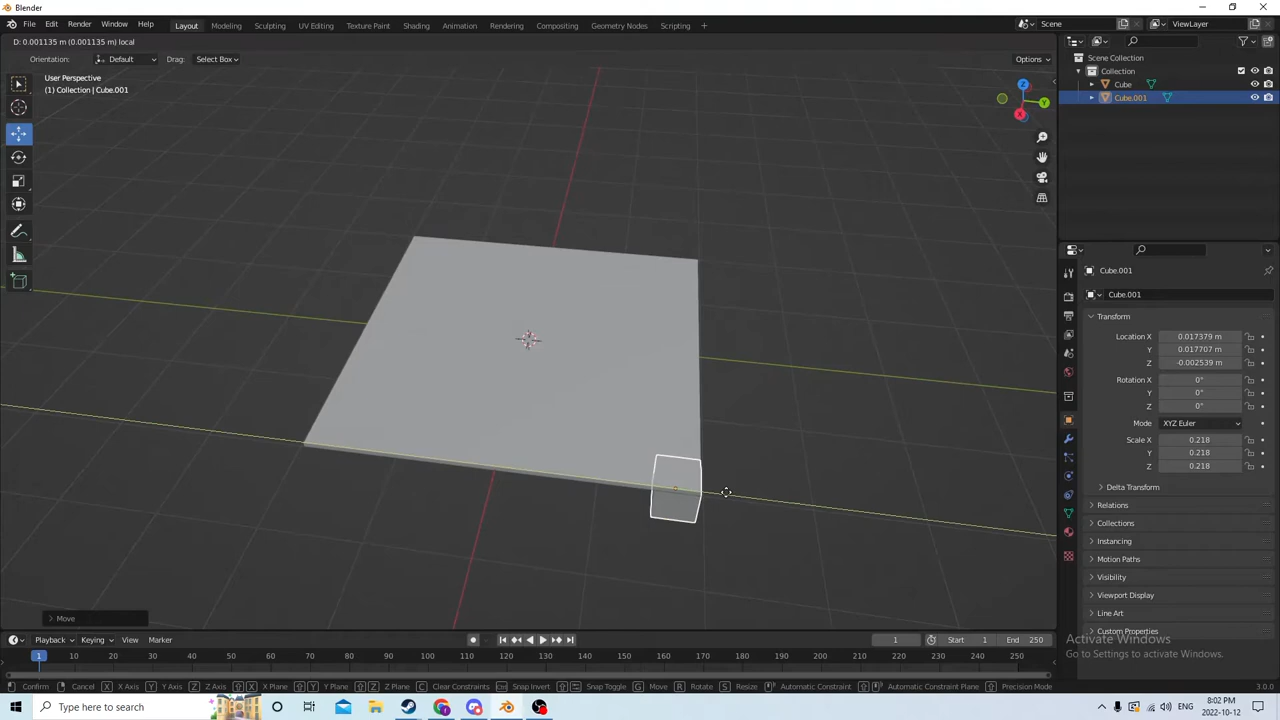 Blender
File Edit Render Window Help Layout Modeling Sculpting UV Editing Texture Paint Shading Animation Rendering Compositing Geometry Nodes Scripting + Scene ViewLayer
D: 0.001135 m (0.001135 m) local
Orientation: Default Drag: Select Box Options
User Perspective
(1) Collection | Cube.001
Z
Y
X
Move
Scene Collection
Collection
Cube
Cube.001
Cube.001
Cube.001
Transform
Location X 0.017379 m
Y 0.017707 m
Z -0.002539 m
Rotation X 0°
Y 0°
Z 0°
Mode XYZ Euler
Scale X 0.218
Y 0.218
Z 0.218
Delta Transform
Relations
Collections
Instancing
Motion Paths
Visibility
Viewport Display
Line Art
Custom Properties
Activate Windows
Go to Settings to activate Windows.
Playback Keying View Marker 1 Start 1 End 250
1 10 20 30 40 50 60 70 80 90 100 110 120 130 140 150 160 170 180 190 200 210 220 230 240 250
Confirm Cancel X X Axis Y Y Axis Z Z Axis X X Plane Y Y Plane Z Z Plane C Clear Constraints Ctrl Snap Invert Snap Toggle G Move R Rotate S Resize Automatic Constraint Automatic Constraint Plane Precision Mode 3.0.0
Type here to search ENG 8:02 PM
2022-10-12